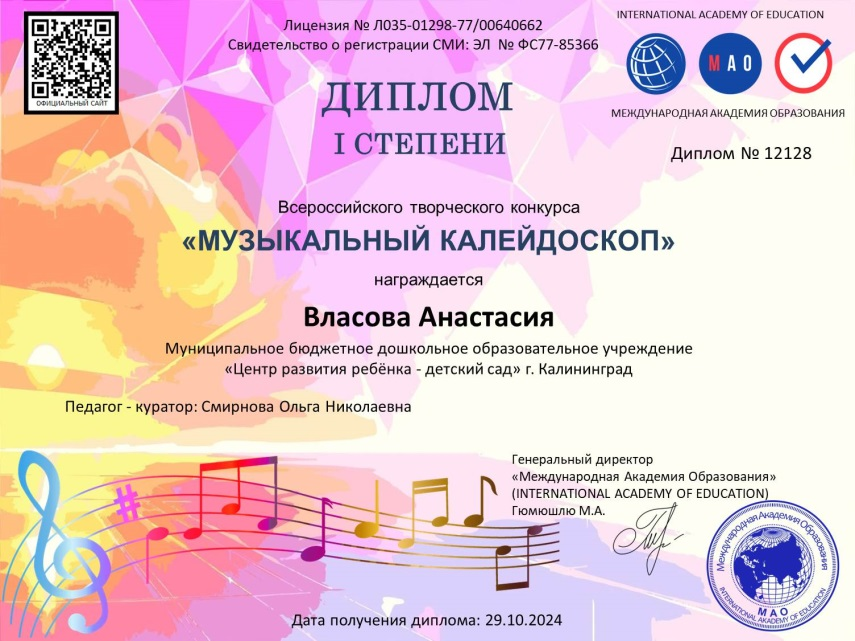 Лицензия № Л035-01298-77/00640662
Свидетельство о регистрации СМИ: ЭЛ № ФС77-85366
ОФИЦИАЛЬНЫЙ САЙТ
INTERNATIONAL ACADEMY OF EDUCATION
МАО
МЕЖДУНАРОДНАЯ АКАДЕМИЯ ОБРАЗОВАНИЯ
ДИПЛОМ
I СТЕПЕНИ
Диплом № 12128
Всероссийского творческого конкурса
«МУЗЫКАЛЬНЫЙ КАЛЕЙДОСКОП»
награждается
Власова Анастасия
Муниципальное бюджетное дошкольное образовательное учреждение
«Центр развития ребёнка - детский сад» г. Калининград
Педагог - куратор: Смирнова Ольга Николаевна
Генеральный директор
«Международная Академия Образования»
(INTERNATIONAL ACADEMY OF EDUCATION)
Гюмюшлю М.А.
Международная Академия Образования
МАО
INTERNATIONAL ACADEMY OF EDUCATION
Дата получения диплома: 29.10.2024